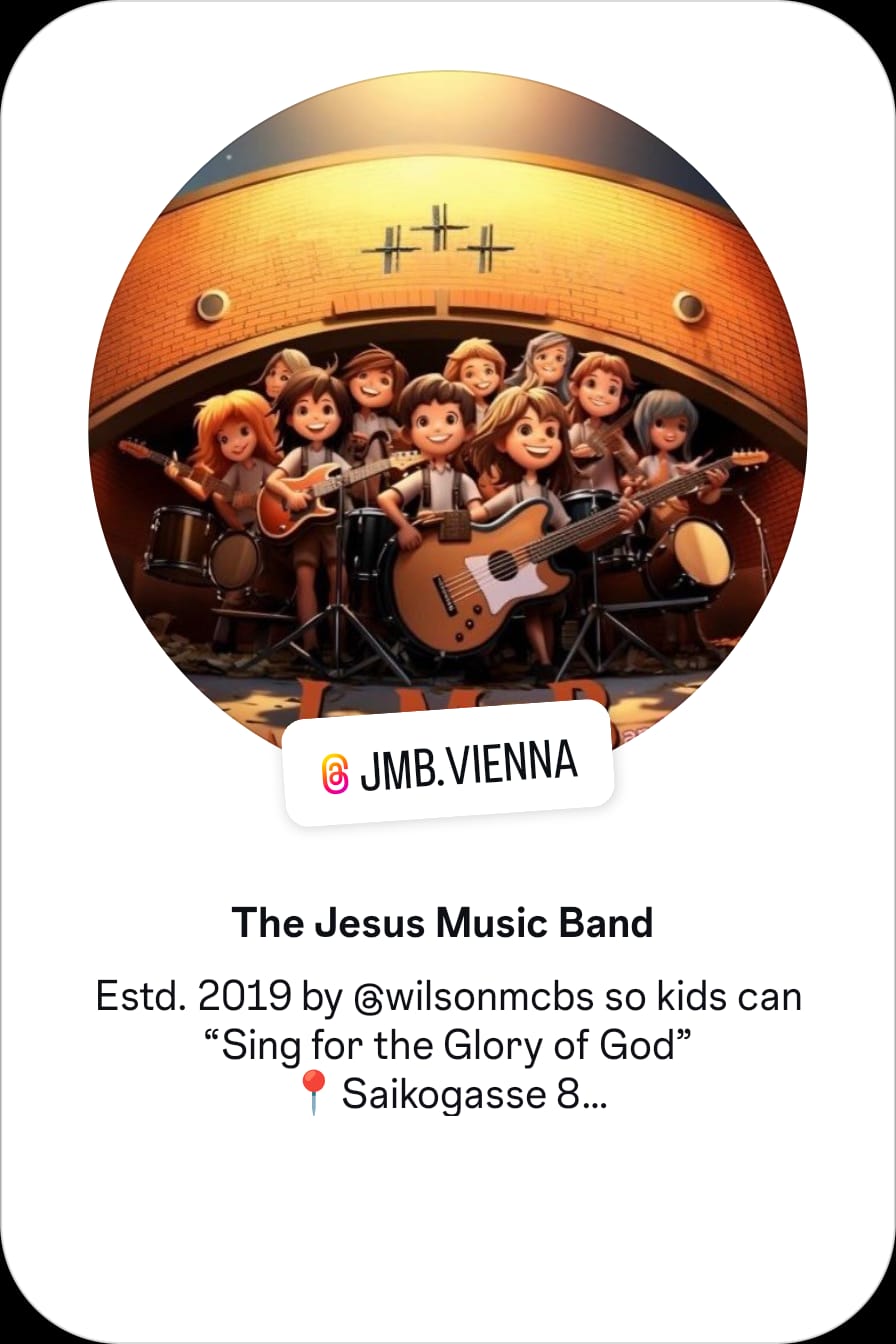 J M B
JMB.VIENNA
The Jesus Music Band
Estd. 2019 by @wilsonmcbs so kids can
“Sing for the Glory of God”
📍 Saikogasse 8...